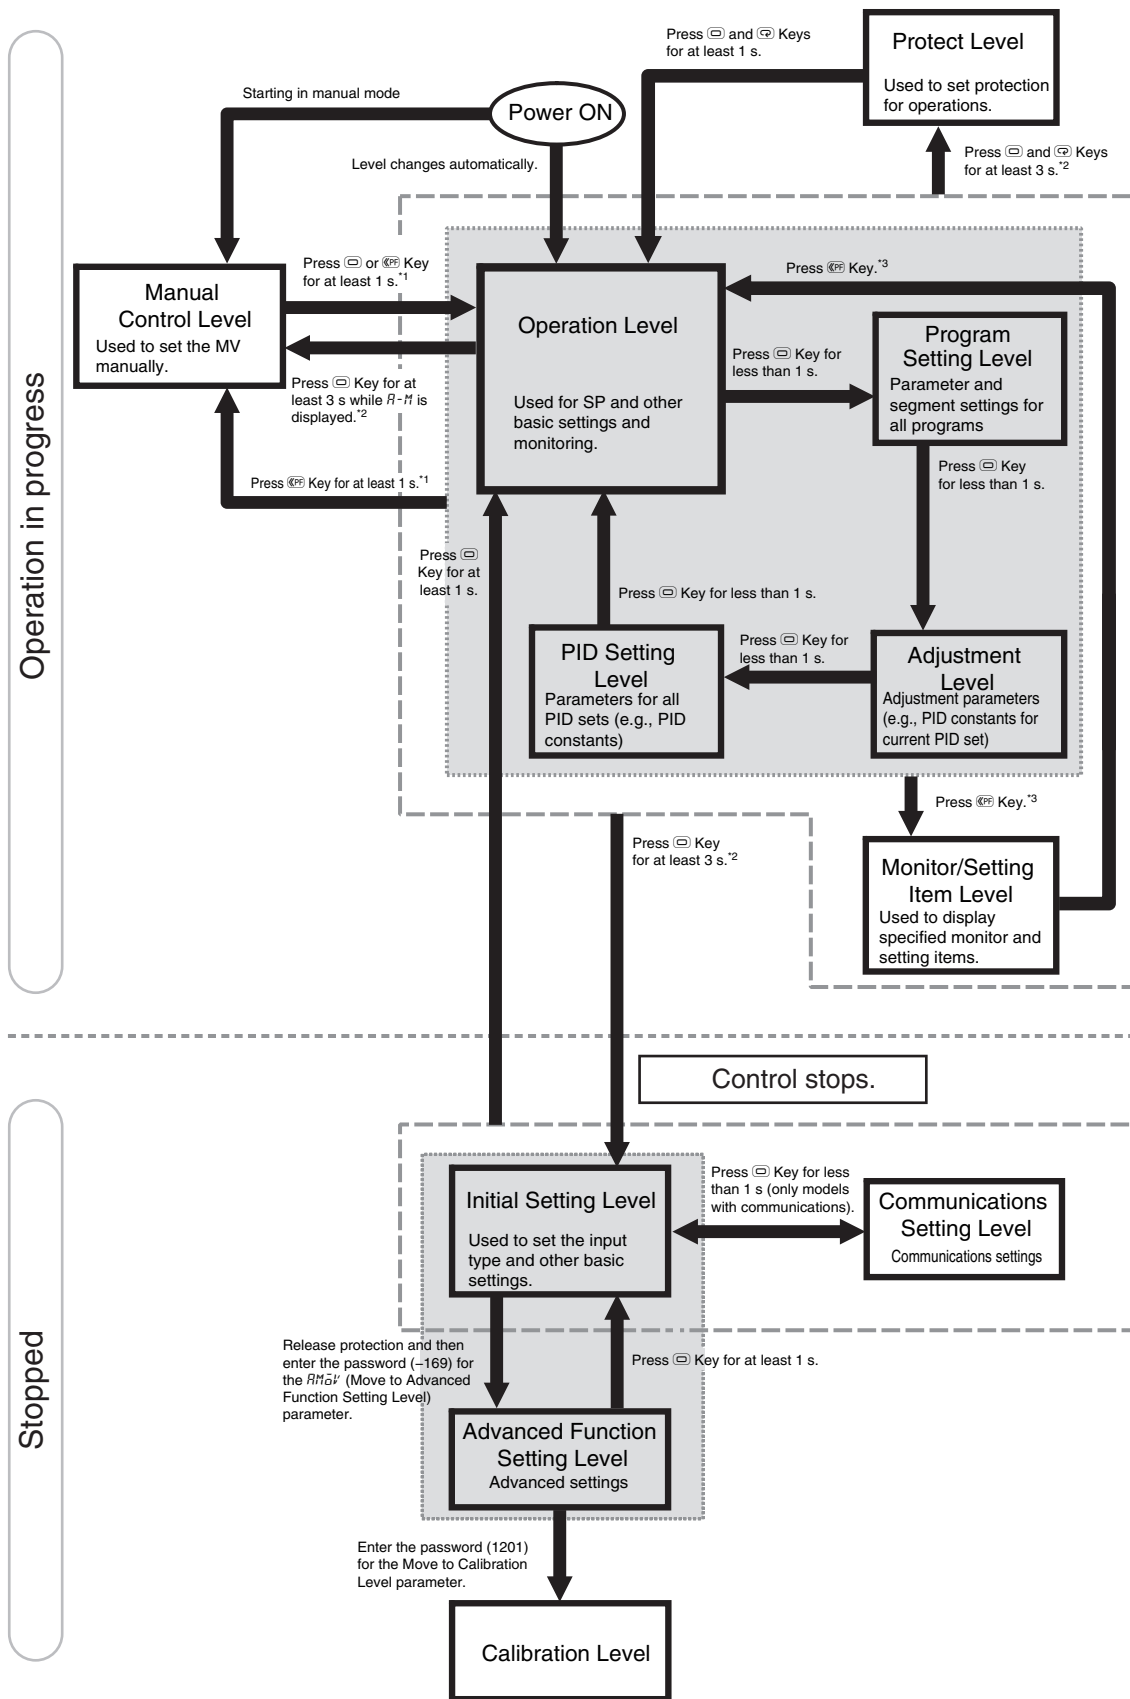 Operation in progress
Stopped
Power ON
Starting in manual mode
Level changes automatically.
Press and Keys
for at least 1 s.
Protect Level
Used to set protection
for operations.
Press and Keys
for at least 3 s.*2
Manual
Control Level
Used to set the MV
manually.
Press or PF Key
for at least 1 s.*1
Press Key for at
least 3 s while A-M is
displayed.*2
Press PF Key for at least 1 s.*1
Operation Level
Used for SP and other
basic settings and
monitoring.
Press PF Key.*3
Press Key for
less than 1 s.
Program
Setting Level
Parameter and
segment settings for
all programs
Press Key
for less than 1 s.
Adjustment
Level
Adjustment parameters
(e.g., PID constants for
current PID set)
Press Key for
less than 1 s.
PID Setting
Level
Parameters for all
PID sets (e.g., PID
constants)
Press Key for less than 1 s.
Press
Key for at
least 1 s.
Press PF Key.*3
Monitor/Setting
Item Level
Used to display
specified monitor and
setting items.
Press Key
for at least 3 s.*2
Control stops.
Initial Setting Level
Used to set the input
type and other basic
settings.
Press Key for less
than 1 s (only models
with communications).
Communications
Setting Level
Communications settings
Release protection and then
enter the password (−169) for
the AMoV (Move to Advanced
Function Setting Level)
parameter.
Press Key for at least 1 s.
Advanced Function
Setting Level
Advanced settings
Enter the password (1201)
for the Move to Calibration
Level parameter.
Calibration Level